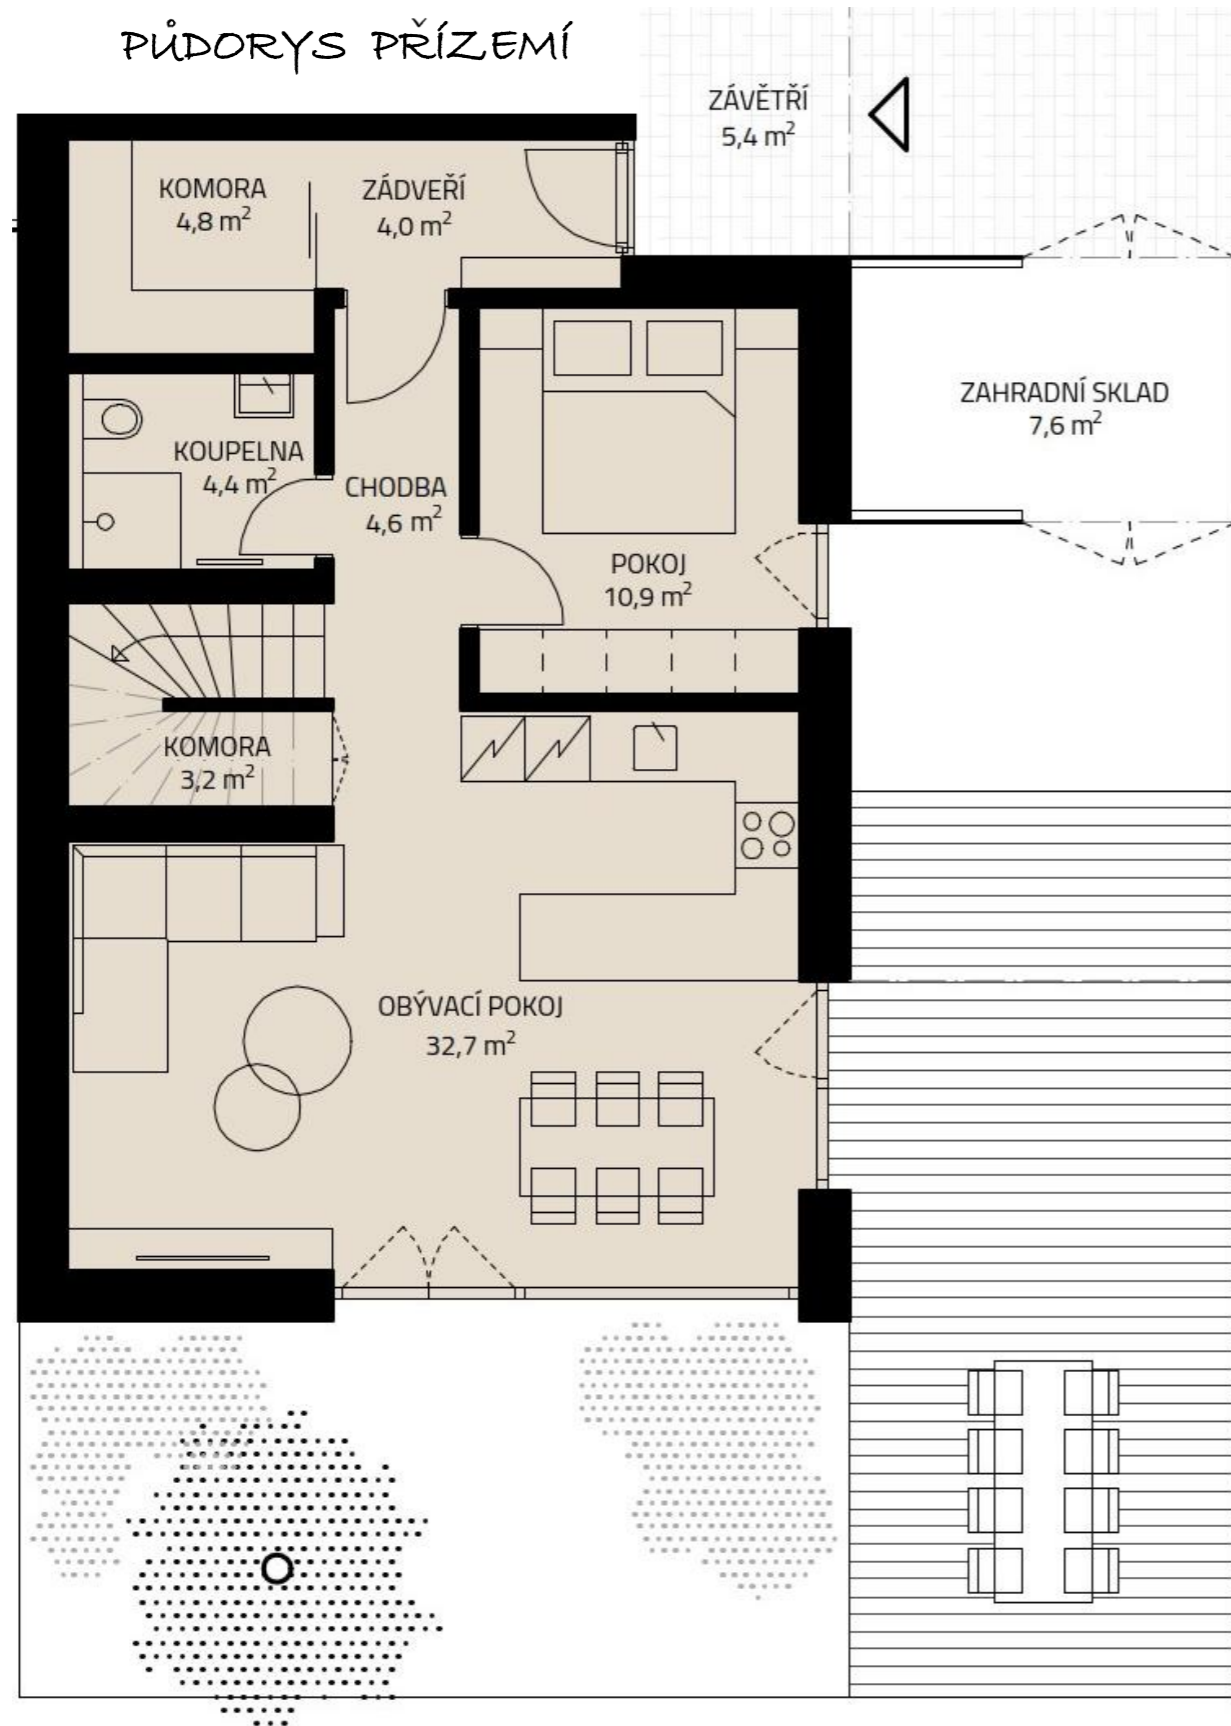 PŮDORYS PŘÍZEMÍ
ZÁVĚTŘÍ
5,4 m²
KOMORA
4,8 m²
ZÁDVEŘÍ
4,0 m²
ZAHRADNÍ SKLAD
7,6 m²
KOUPELNA
4,4 m²
CHODBA
4,6 m²
POKOJ
10,9 m²
KOMORA
3,2 m²
OBÝVACÍ POKOJ
32,7 m²